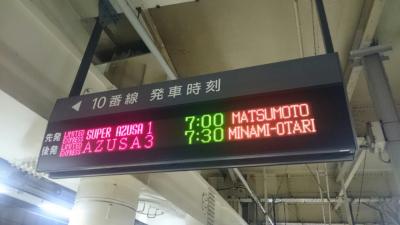 ◀ 10番線 発車時刻
先発 LIMITED EXPRESS SUPER AZUSA 1 7:00 MATSUMOTO
後発 LIMITED EXPRESS AZUSA 3 7:30 MINAMI-OTARI